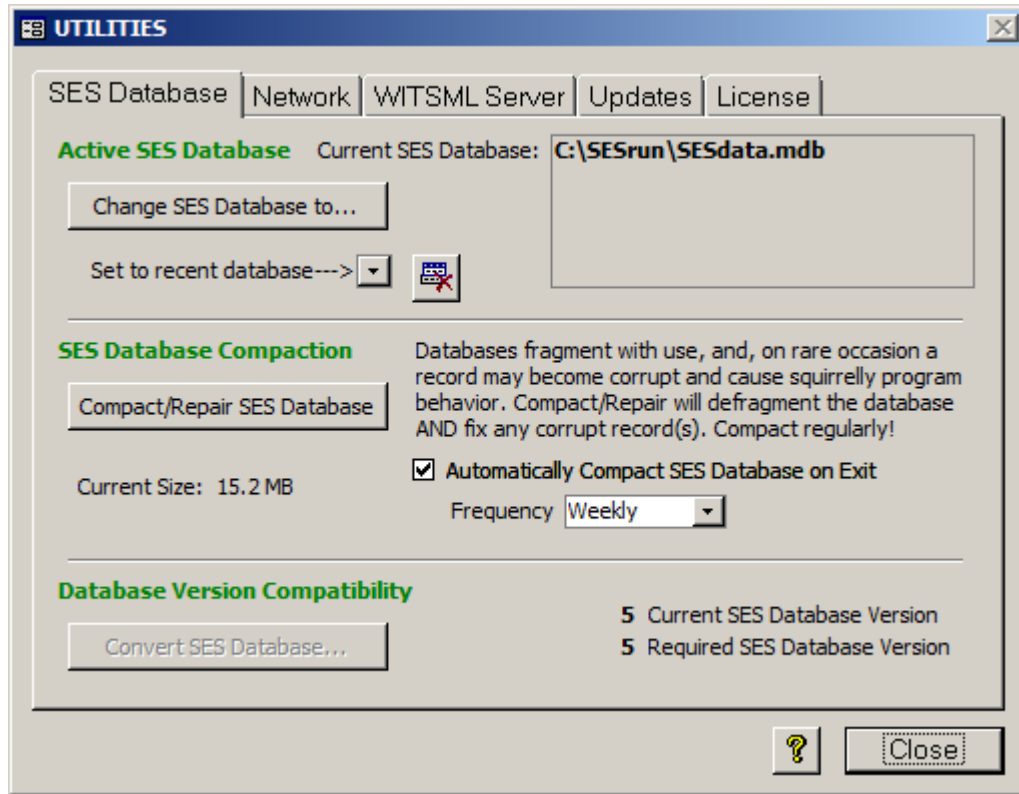 UTILITIES
SES Database Network WITSML Server Updates License
Active SES Database Current SES Database: C:\SESrun\SESdata.mdb
Change SES Database to...
Set to recent database--->
SES Database Compaction
Databases fragment with use, and, on rare occasion a
record may become corrupt and cause squirrelly program
behavior. Compact/Repair will defragment the database
AND fix any corrupt record(s). Compact regularly!
Compact/Repair SES Database
Automatically Compact SES Database on Exit
Current Size: 15.2 MB
Frequency Weekly
Database Version Compatibility
Convert SES Database...
5 Current SES Database Version
5 Required SES Database Version
? Close